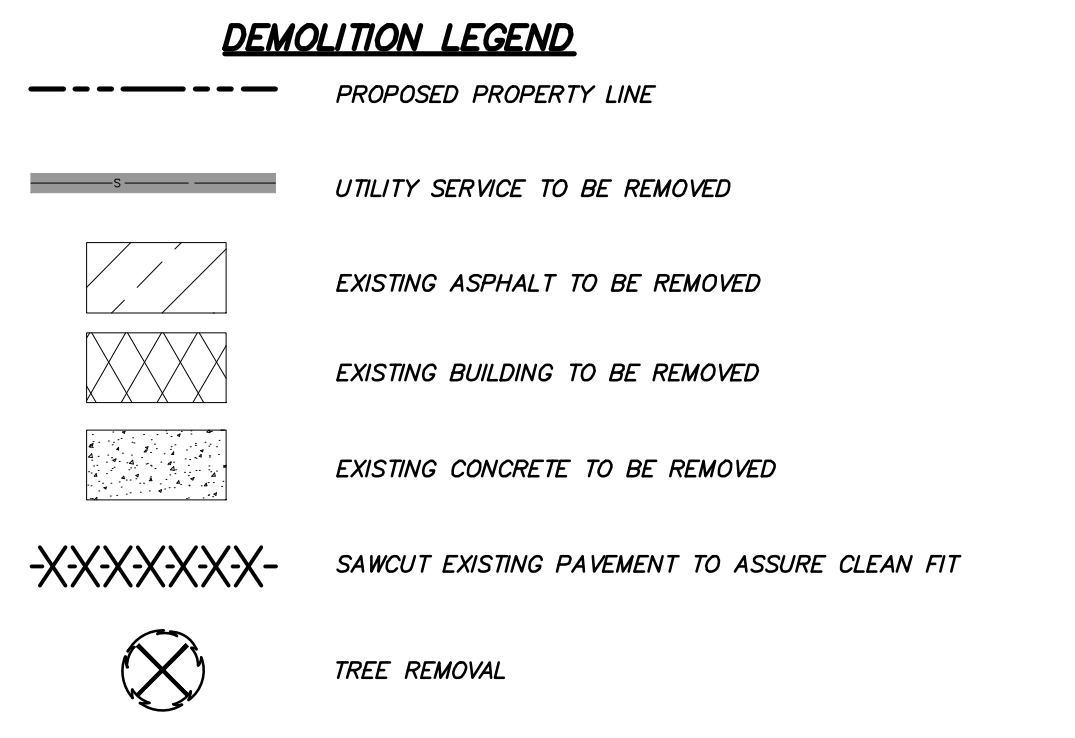 DEMOLITION LEGEND
PROPOSED PROPERTY LINE
S
UTILITY SERVICE TO BE REMOVED
EXISTING ASPHALT TO BE REMOVED
EXISTING BUILDING TO BE REMOVED
EXISTING CONCRETE TO BE REMOVED
SAWCUT EXISTING PAVEMENT TO ASSURE CLEAN FIT
TREE REMOVAL